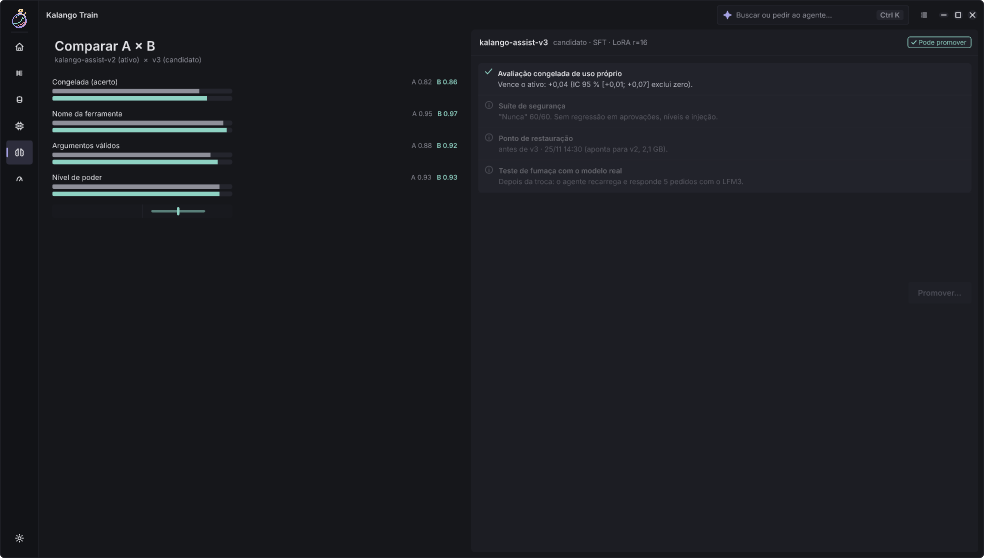 Kalango Train
Buscar ou pedir ao agente...
Ctrl K
Comparar A × B
kalango-assist-v2 (ativo) × v3 (candidato)
Congelada (acerto)
A 0.82 B 0.86
Nome da ferramenta
A 0.95 B 0.97
Argumentos válidos
A 0.88 B 0.92
Nível de poder
A 0.93 B 0.93
kalango-assist-v3 candidato · SFT · LoRA r=16
Pode promover
Avaliação congelada de uso próprio
Vence o ativo: +0,04 (IC 95 % [+0,01; +0,07] exclui zero).
Suíte de segurança
"Nunca" 60/60. Sem regressão em aprovações, níveis e injeção.
Ponto de restauração
antes de v3 · 25/11 14:30 (aponta para v2, 2,1 GB).
Teste de fumaça com o modelo real
Depois da troca: o agente recarrega e responde 5 pedidos com o LFM3.
Promover...